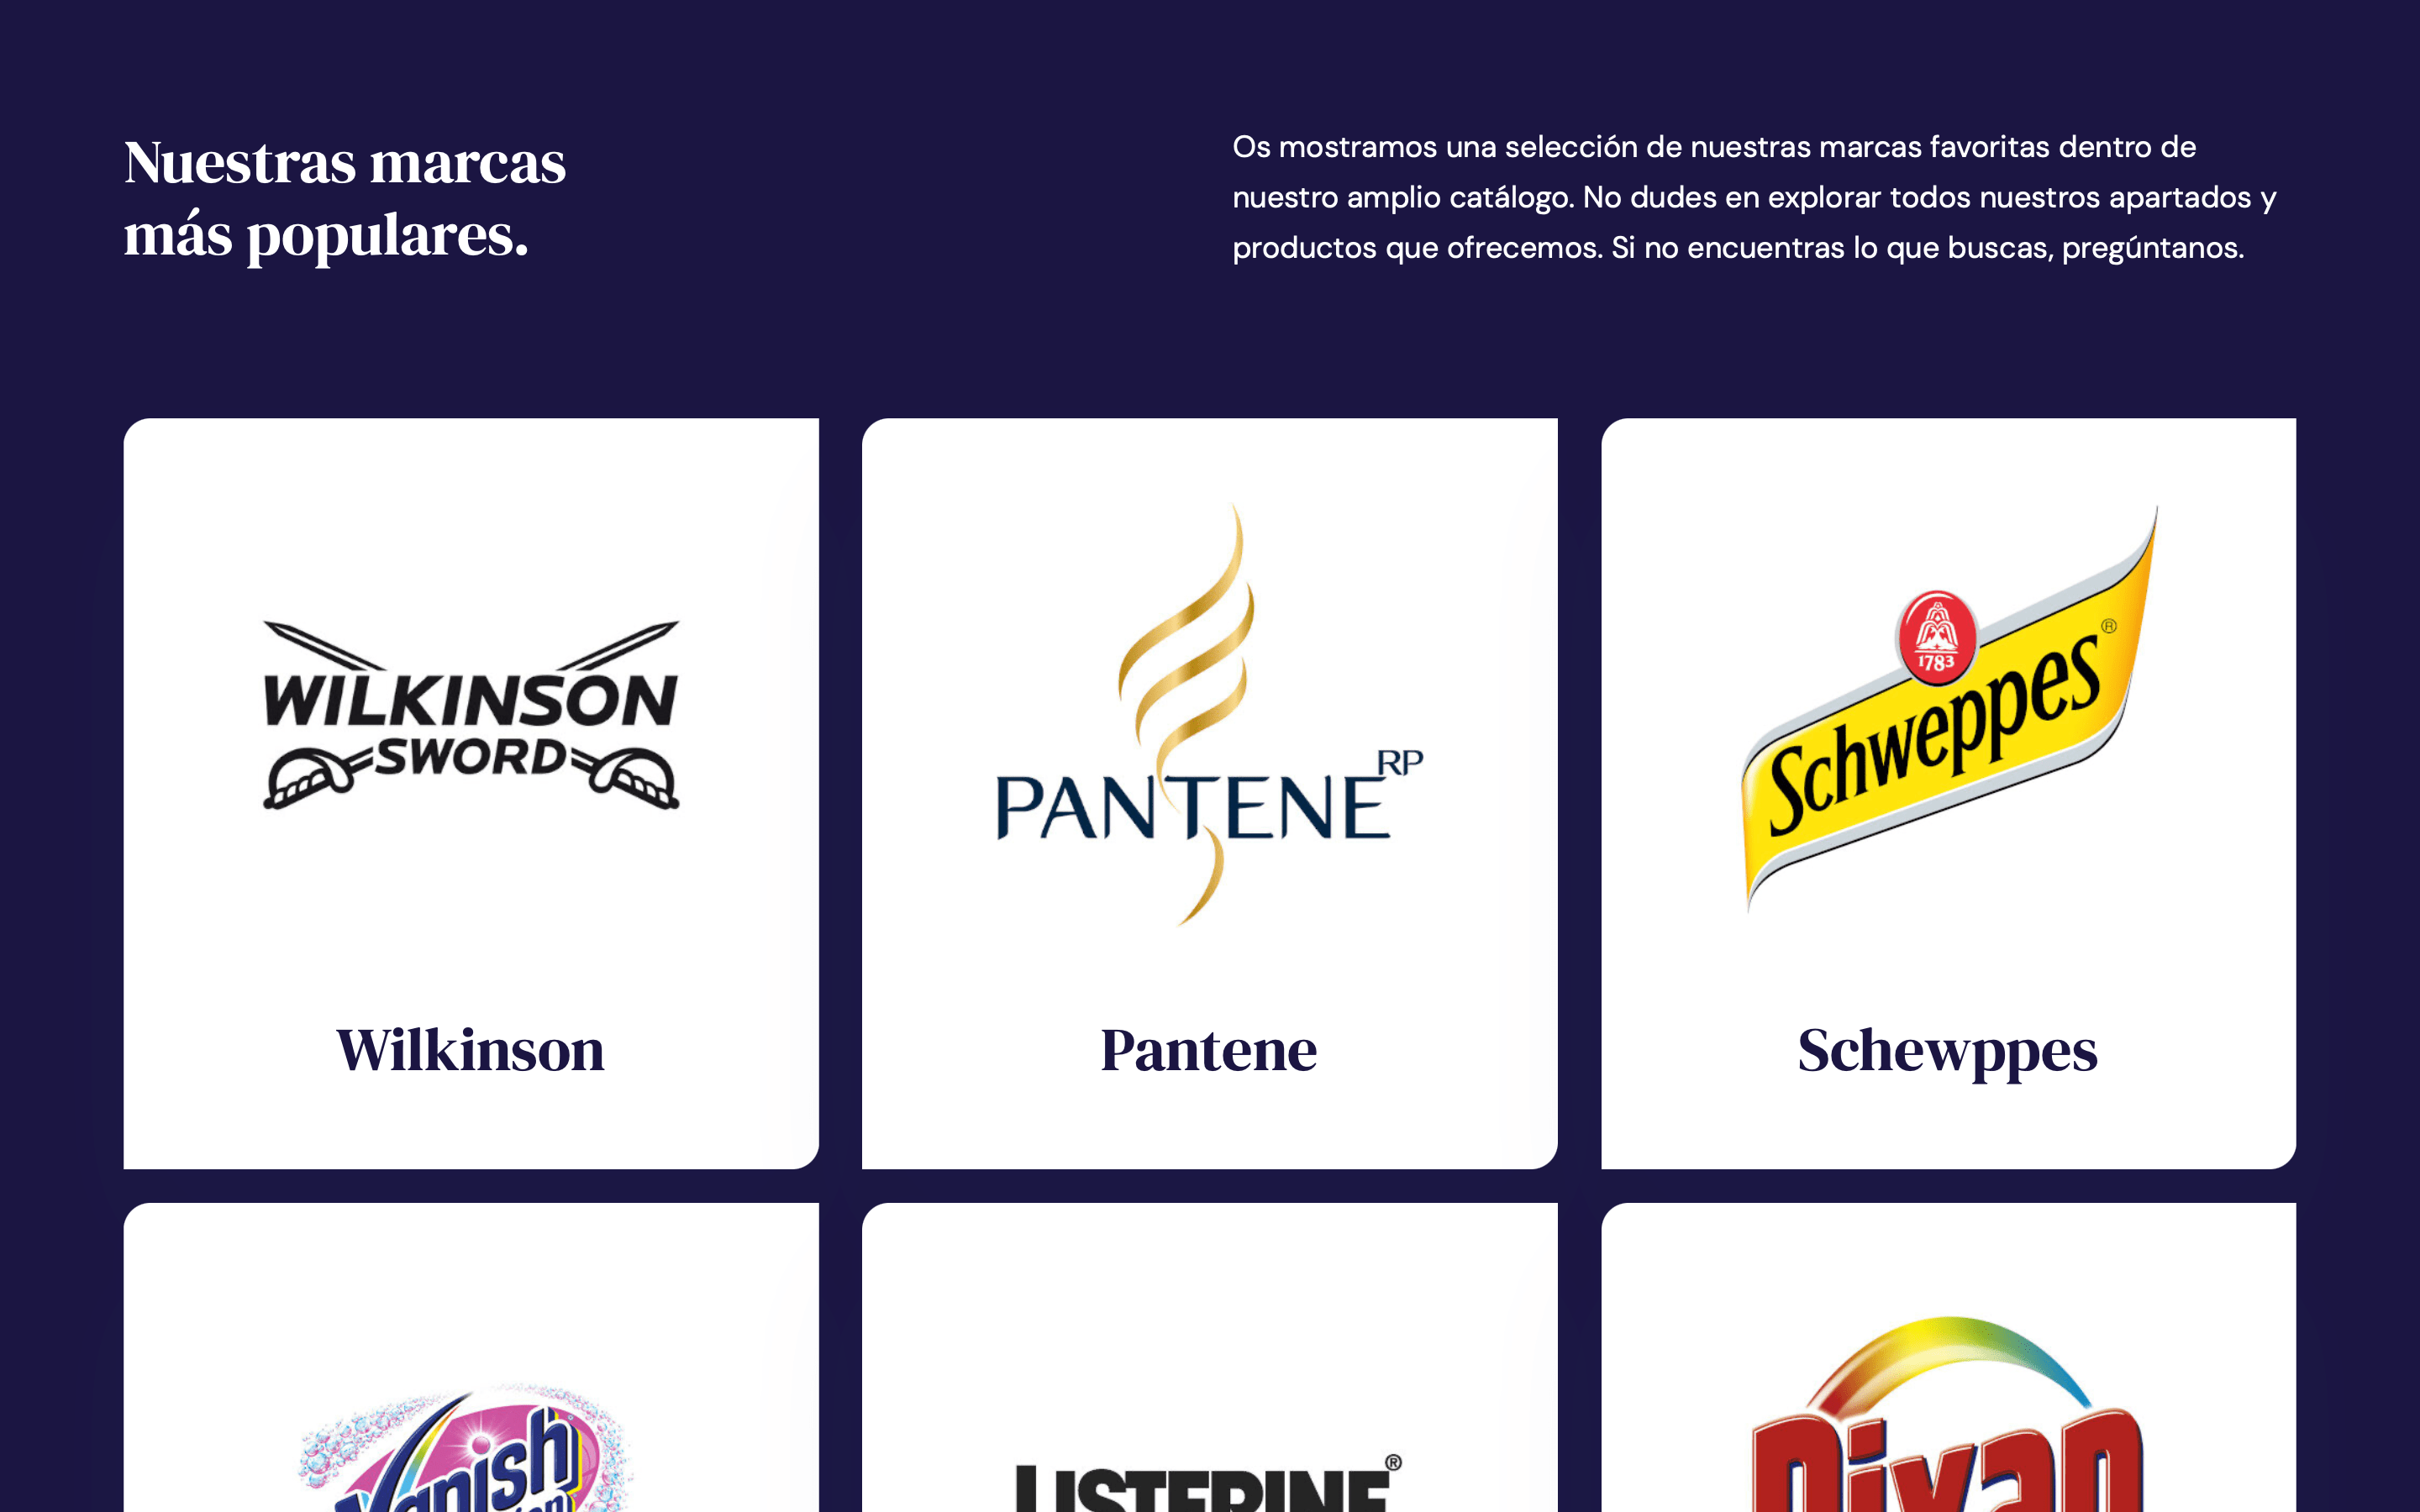 Nuestras marcas
más populares.
Os mostramos una selección de nuestras marcas favoritas dentro de
nuestro amplio catálogo. No dudes en explorar todos nuestros apartados y
productos que ofrecemos. Si no encuentras lo que buscas, pregúntanos.
WILKINSON
SWORD
PANTENE RP
1783
Schweppes®
Wilkinson
Pantene
Schewppes
Vanish
LISTERINE®
Dixan